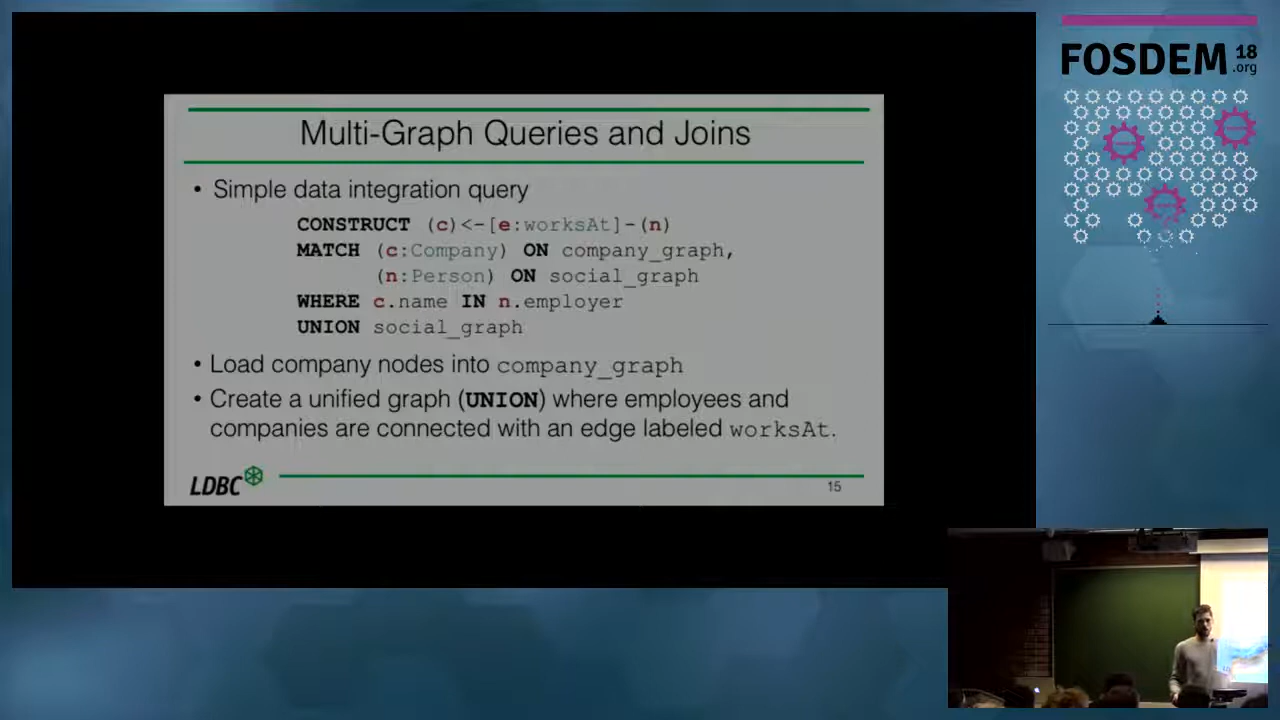 FOSDEM 18
.org
Multi-Graph Queries and Joins
• Simple data integration query
CONSTRUCT (c)<-[e:worksAt]-(n)
MATCH (c:Company) ON company_graph,
(n:Person) ON social_graph
WHERE c.name IN n.employer
UNION social_graph
• Load company nodes into company_graph
• Create a unified graph (UNION) where employees and
companies are connected with an edge labeled worksAt.
LDBC
15